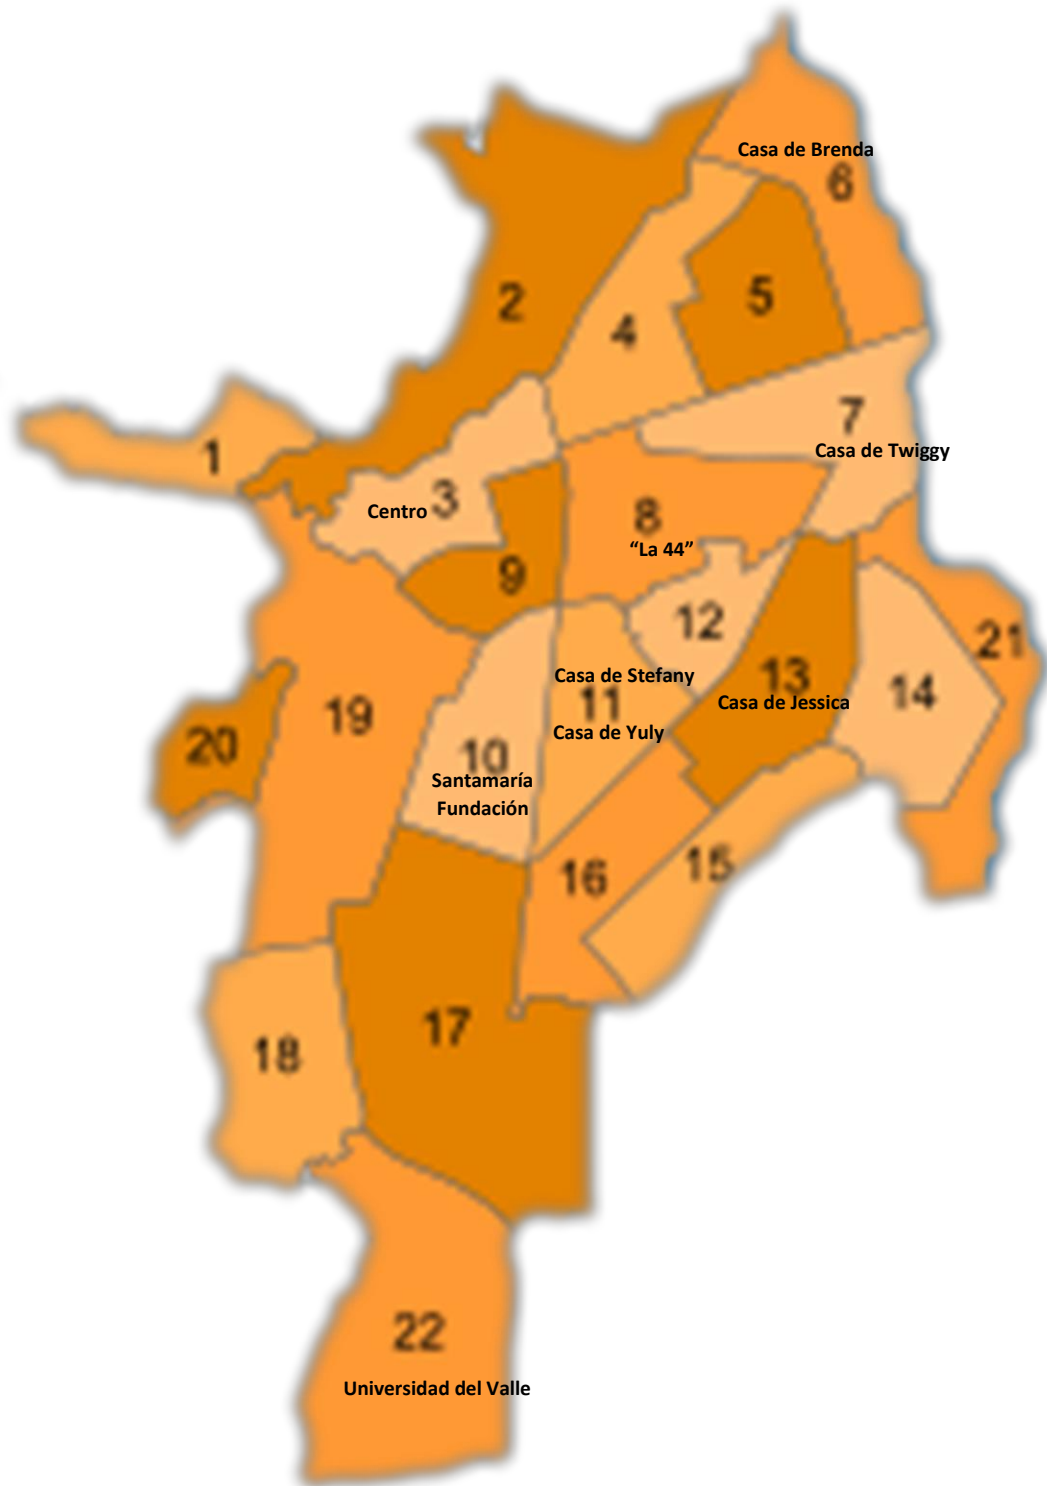 Casa de Brenda
6
2
5
4
7
1
Casa de Twiggy
3
Centro
8
"La 44"
9
12
21
Casa de Stefany
13
14
11
Casa de Jessica
19
20
Casa de Yuly
10
Santamaría
Fundación
15
16
17
18
22
Universidad del Valle